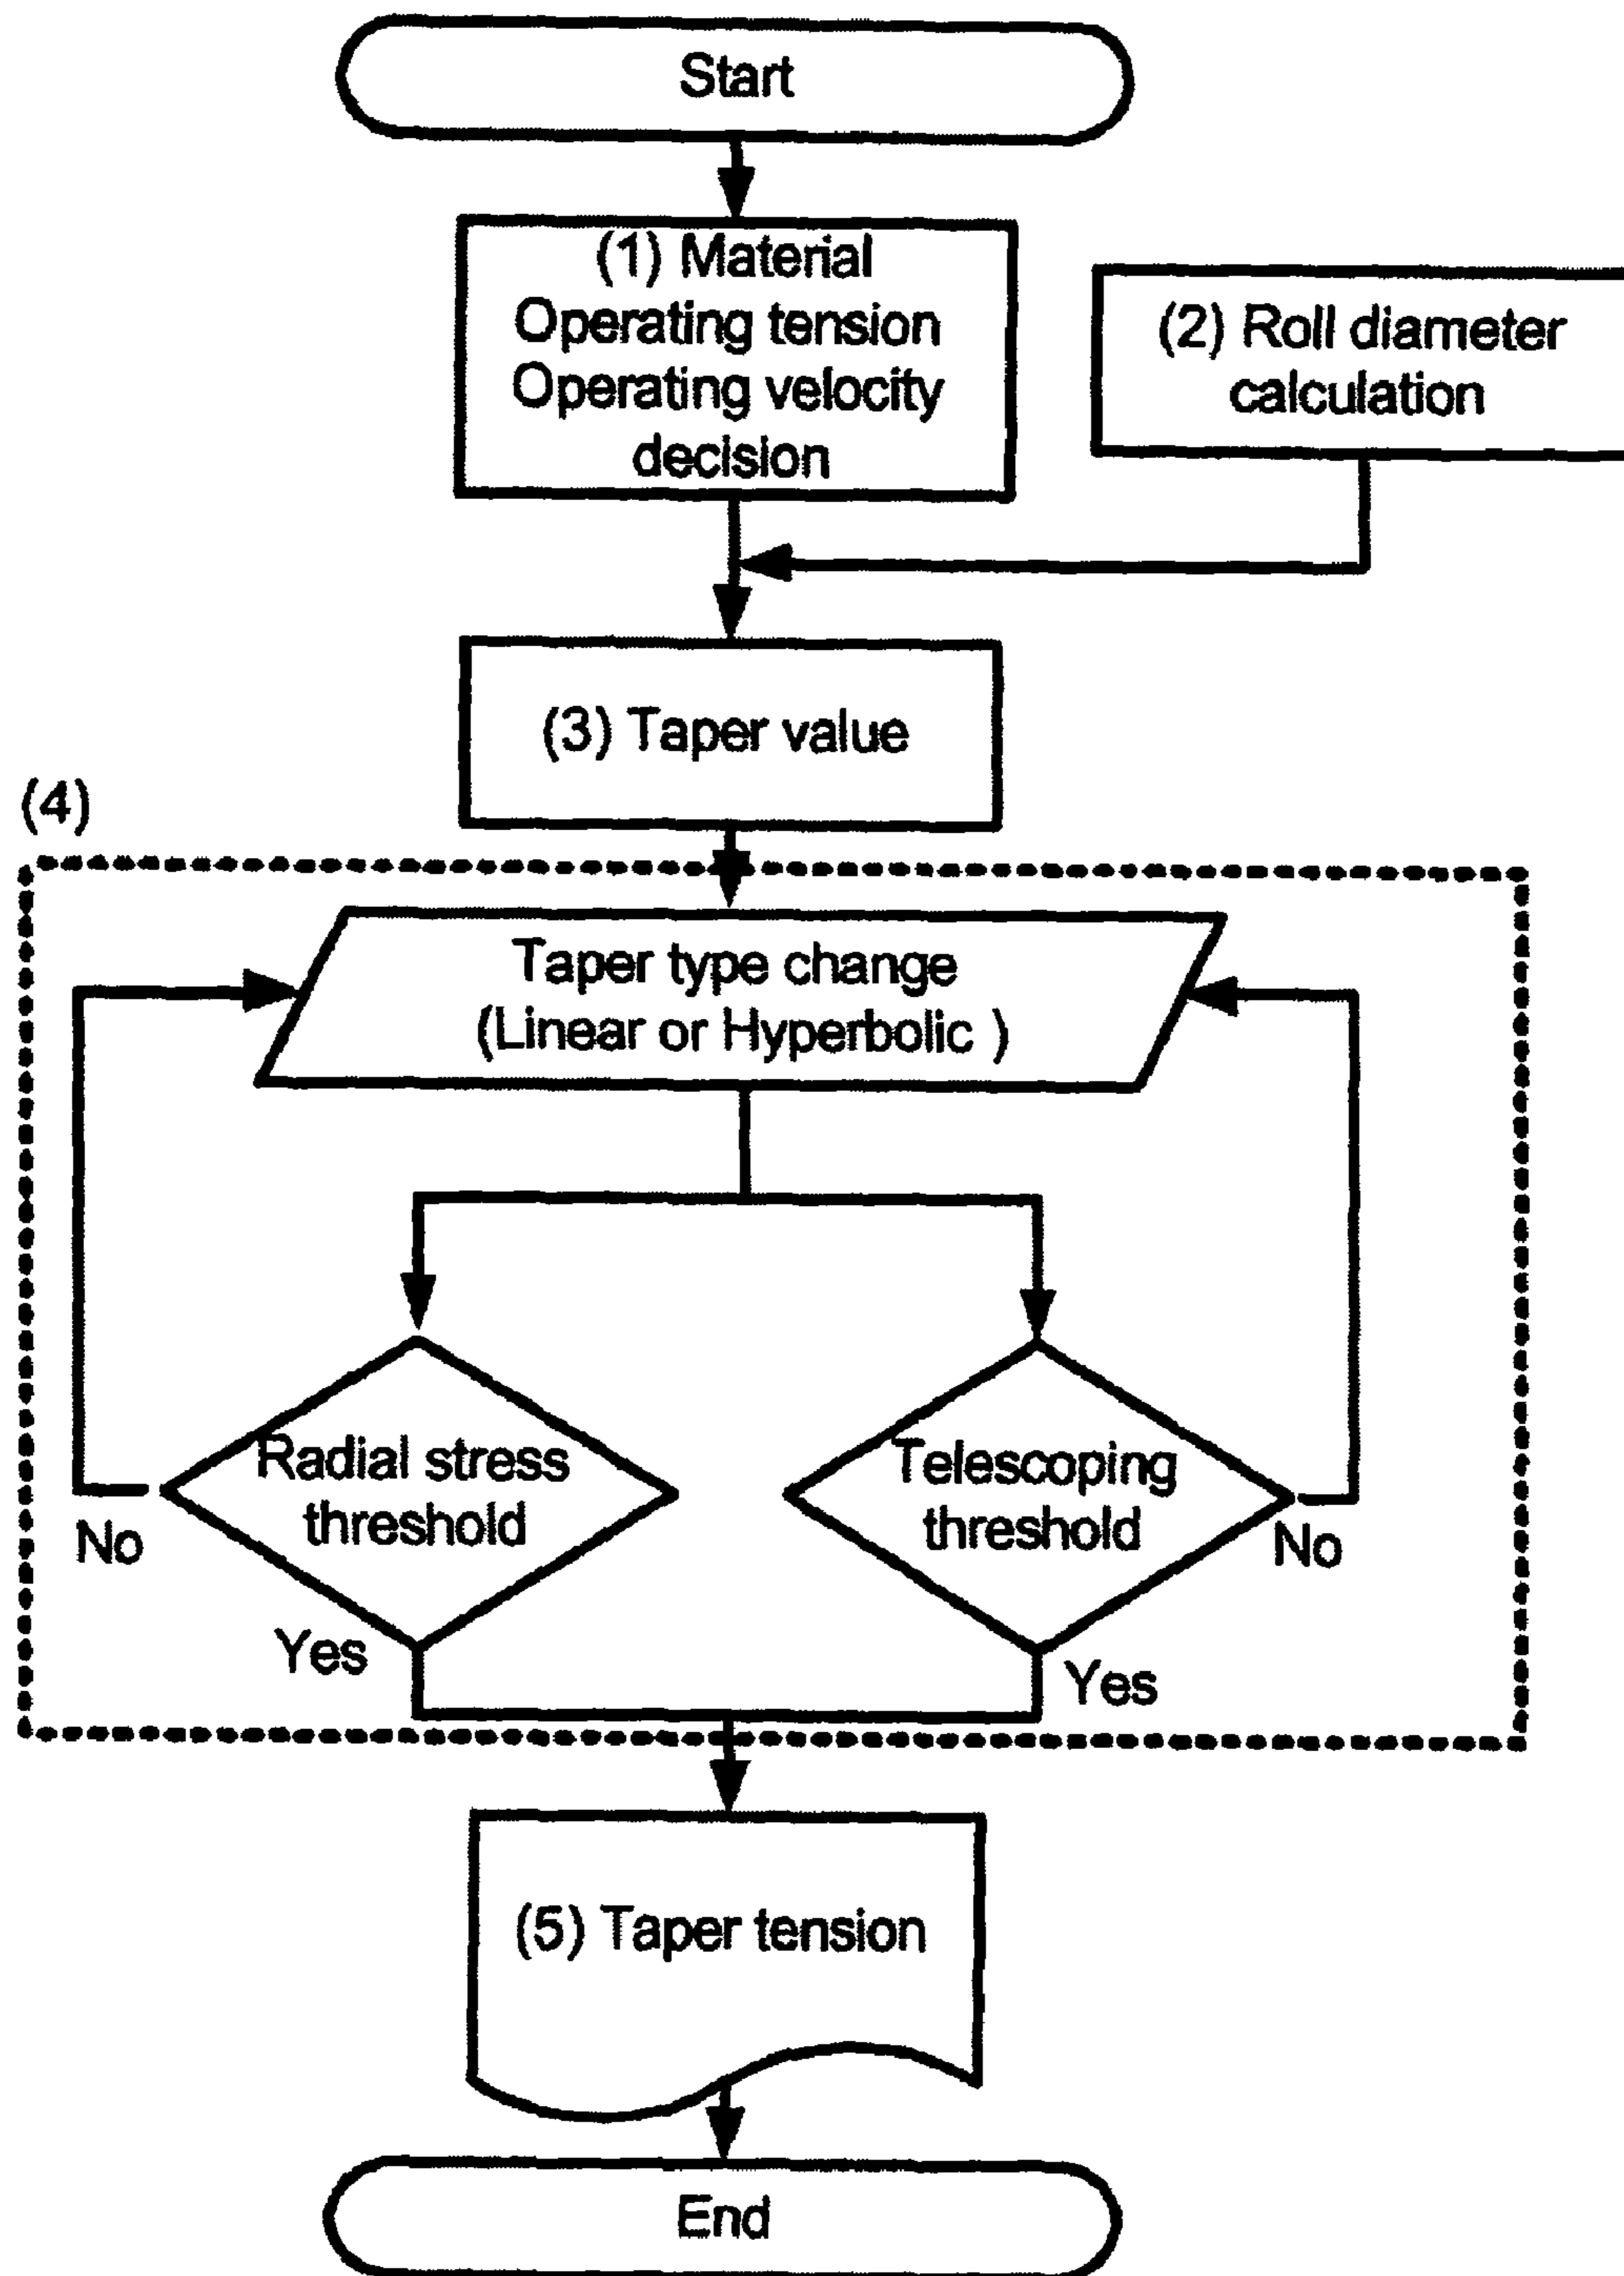 Start
(1) Material
Operating tension
Operating velocity
decision
(2) Roll diameter
calculation
(3) Taper value
(4)
Taper type change
(Linear or Hyperbolic )
Radial stress
threshold
Telescoping
threshold
No
No
Yes
Yes
(5) Taper tension
End